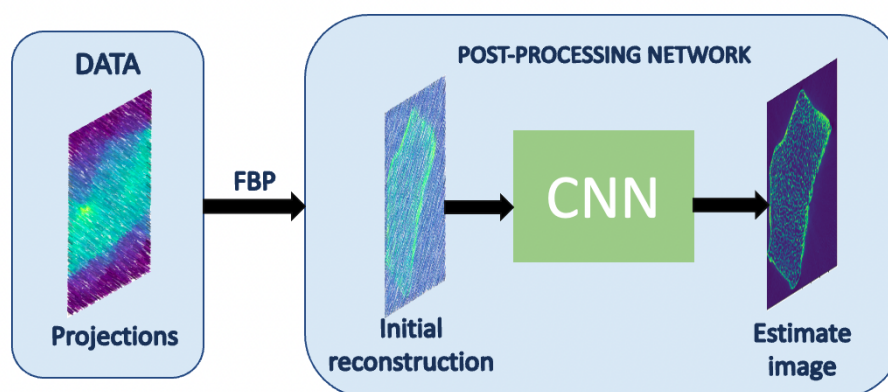 DATA
Projections
FBP
POST-PROCESSING NETWORK
Initial
reconstruction
CNN
Estimate
image